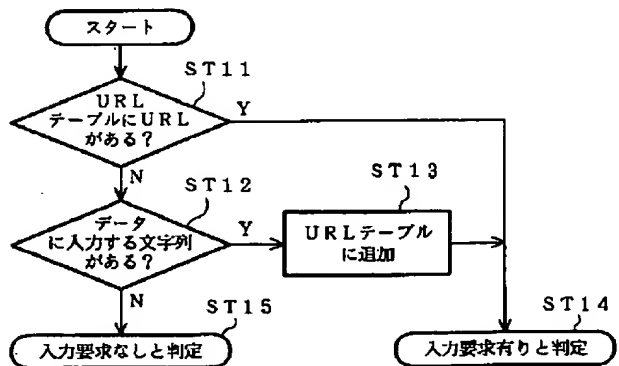 スタート
ST11
URL
テーブルにURL
がある?
Y
N
ST12
データ
に入力する文字列
がある?
Y
N
ST13
URLテーブル
に追加
ST15
入力要求なしと判定
ST14
入力要求有りと判定